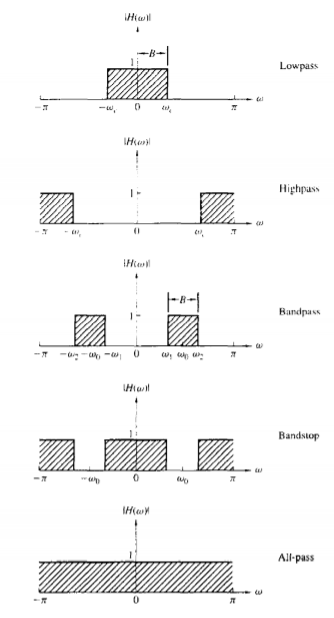 |H(ω)|
B
1
Lowpass
−π −ωc 0 ωc π ω
|H(ω)|
Highpass
1
−π −ωc 0 ωc π ω
|H(ω)|
B
1
Bandpass
−π −ω2 −ω0 −ω1 0 ω1 ω0 ω2 π ω
|H(ω)|
1
Bandstop
−π −ω0 0 ω0 π ω
|H(ω)|
1
All-pass
−π 0 π ω